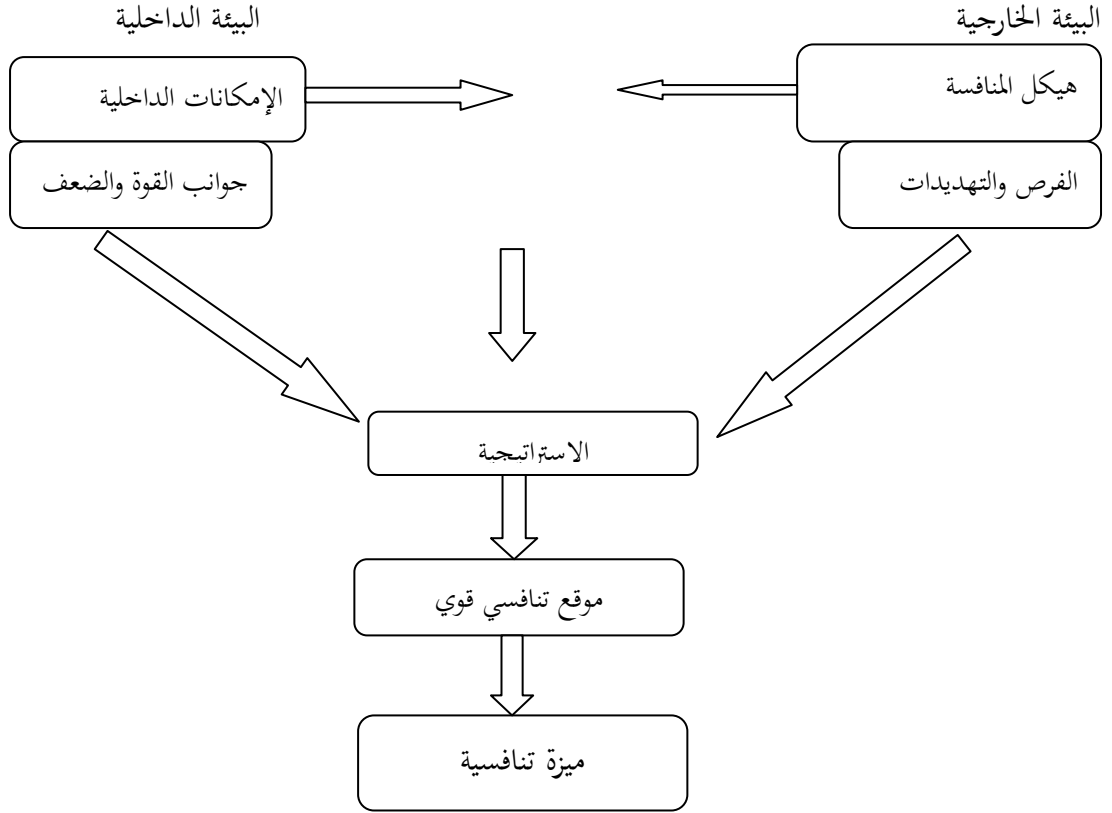 البيئة الخارجية
البيئة الداخلية
هيكل المنافسة
الإمكانات الداخلية
الفرص والتهديدات
جوانب القوة والضعف
الاستراتيجية
موقع تنافسي قوي
ميزة تنافسية